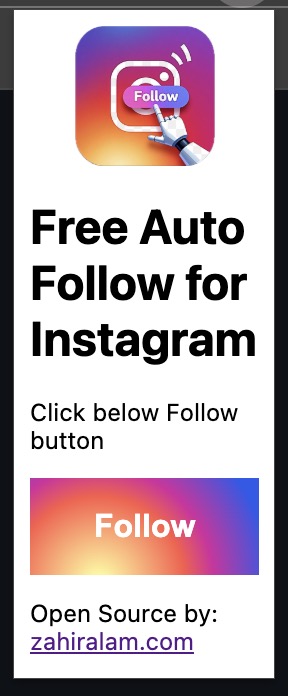 Follow
Free Auto
Follow for
Instagram
Click below Follow
button
Follow
Open Source by:
zahiralam.com